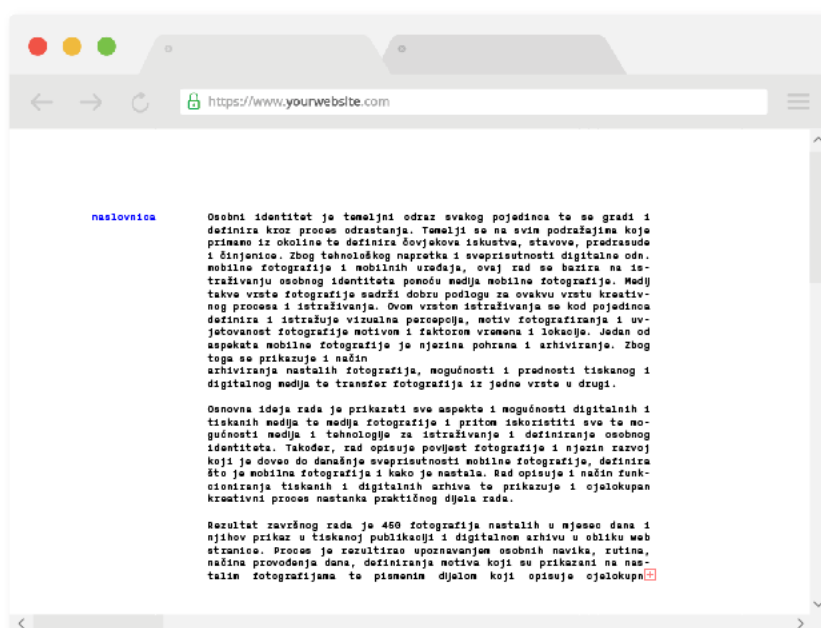 https://www.yourwebsite.com
naslovnica
Osobni identitet je temeljni odraz svakog pojedinca te se gradi i
definira kroz proces odrastanja. Temelji se na svim podražajima koje
primamo iz okoline te definira čovjekova iskustva, stavove, predrasude
i činjenice. Zbog tehnološkog napretka i sveprisutnosti digitalne odn.
mobilne fotografije i mobilnih uređaja, ovaj rad se bazira na is-
traživanju osobnog identiteta pomoću medija mobilne fotografije. Medij
takve vrste fotografije sadrži dobru podlogu za ovakvu vrstu kreativ-
nog procesa i istraživanja. Ovom vrstom istraživanja se kod pojedinca
definira i istražuje vizualna percepcija, motiv fotografiranja i uv-
jetovanost fotografije motivom i faktorom vremena i lokacije. Jedan od
aspekata mobilne fotografije je njezina pohrana i arhiviranje. Zbog
toga se prikazuje i način
arhiviranja nastalih fotografija, mogućnosti i prednosti tiskanog i
digitalnog medija te transfer fotografija iz jedne vrste u drugi.
Osnovna ideja rada je prikazati sve aspekte i mogućnosti digitalnih i
tiskanih medija te medija fotografije i pritom iskoristiti sve te mo-
gućnosti medija i tehnologije za istraživanje i definiranje osobnog
identiteta. Također, rad opisuje povijest fotografije i njezin razvoj
koji je doveo do današnje sveprisutnosti mobilne fotografije, definira
što je mobilna fotografija i kako je nastala. Rad opisuje i način funk-
cioniranja tiskanih i digitalnih arhiva te prikazuje i cjelokupan
kreativni proces nastanka praktičnog dijela rada.
Rezultat završnog rada je 450 fotografija nastalih u mjesec dana i
njihov prikaz u tiskanoj publikaciji i digitalnom arhivu u obliku web
stranice. Proces je rezultirao upoznavanjem osobnih navika, rutina,
načina provođenja dana, definiranja motiva koji su prikazani na nas-
talim fotografijama te pismenim dijelom koji opisuje cjelokupn